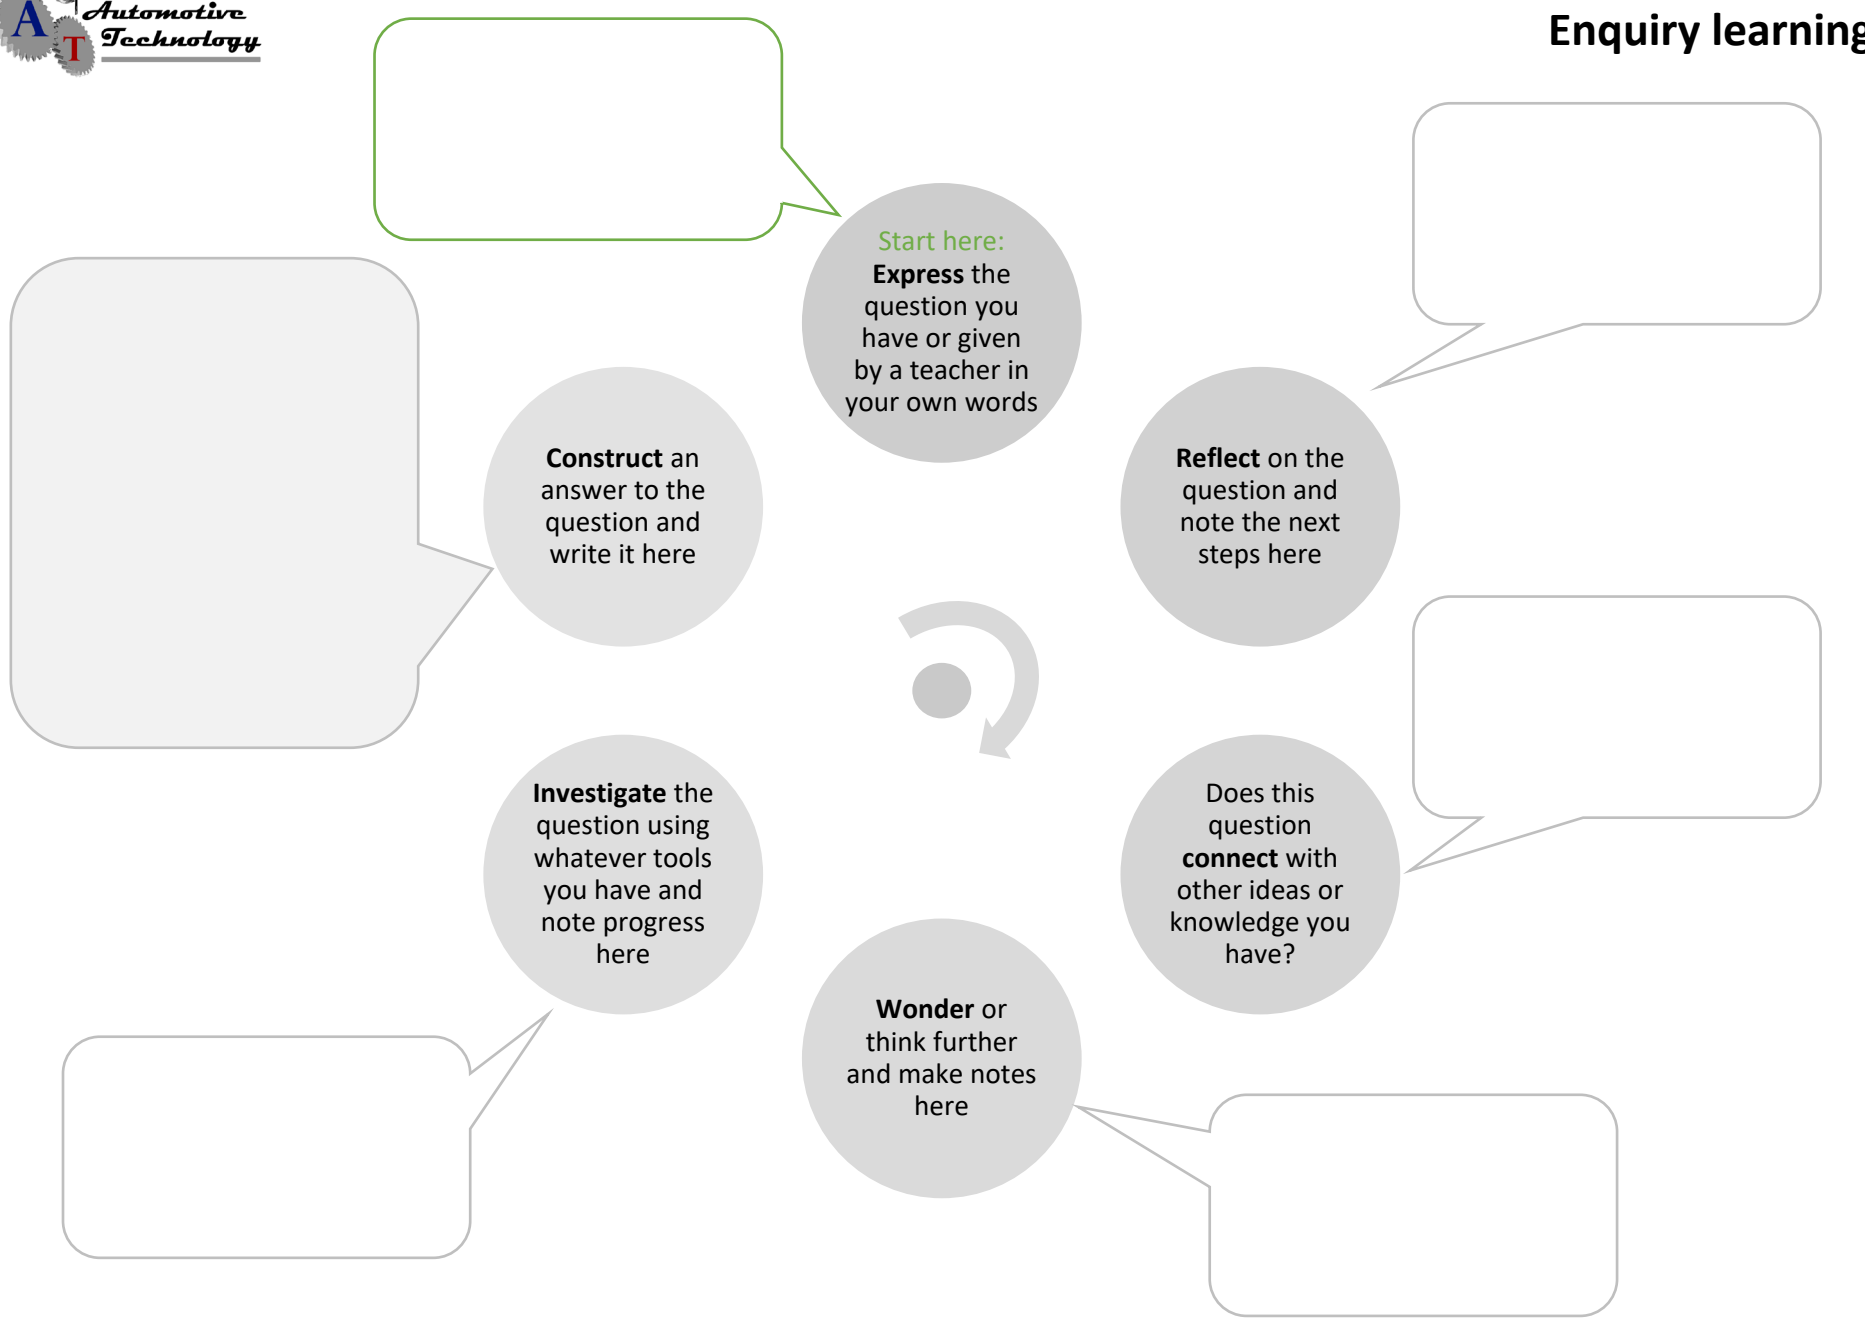 A
T
Automotive
Technology
Enquiry learning
Start here:
Express the
question you
have or given
by a teacher in
your own words
Reflect on the
question and
note the next
steps here
Does this
question
connect with
other ideas or
knowledge you
have?
Wonder or
think further
and make notes
here
Investigate the
question using
whatever tools
you have and
note progress
here
Construct an
answer to the
question and
write it here